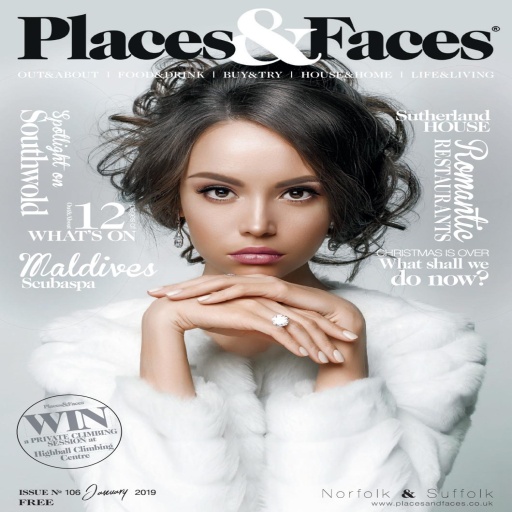 Places&Faces®
OUT&ABOUT | FOOD&DRINK | BUY&TRY | HOUSE&HOME | LIFE&LIVING
Spotlight on
Southwold
12
WHAT'S ON
Maldives
Scubaspa
Sutherland
HOUSE
Romantic
RESTAURANTS
CHRISTMAS IS OVER
What shall we
do now?
Places&Faces
WIN
a PRIVATE CLIMBING
SESSION at
Highball Climbing
Centre
ISSUE Nº 106 January 2019
FREE
Norfolk & Suffolk
www.placesandfaces.co.uk